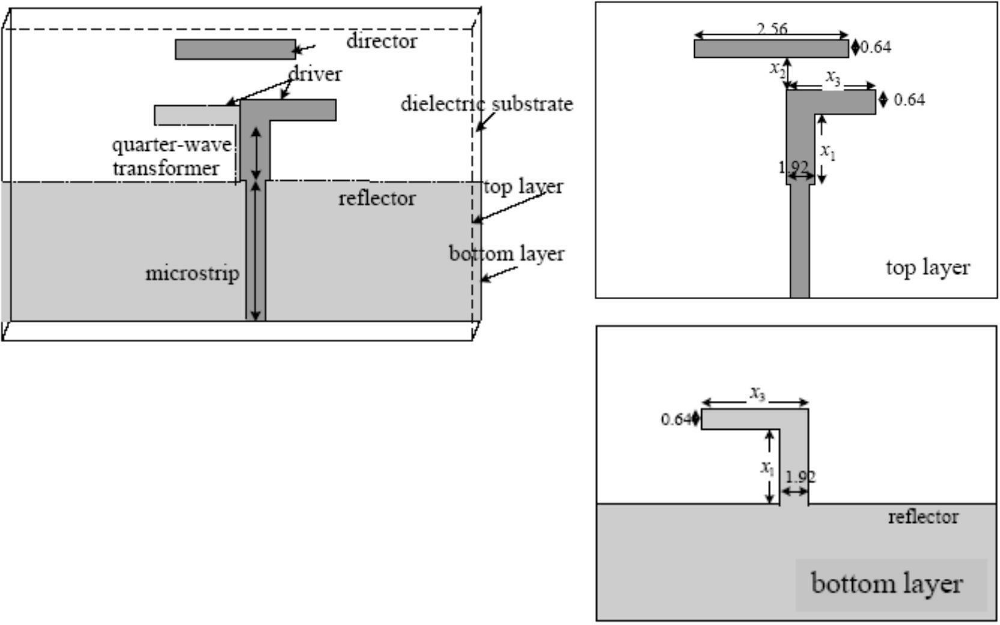 director
driver
dielectric substrate
quarter-wave
transformer
top layer
reflector
bottom layer
microstrip
2.56
0.64
x₂
x₃
0.64
x₁
1.92
top layer
x₃
0.64
x₁
1.92
reflector
bottom layer